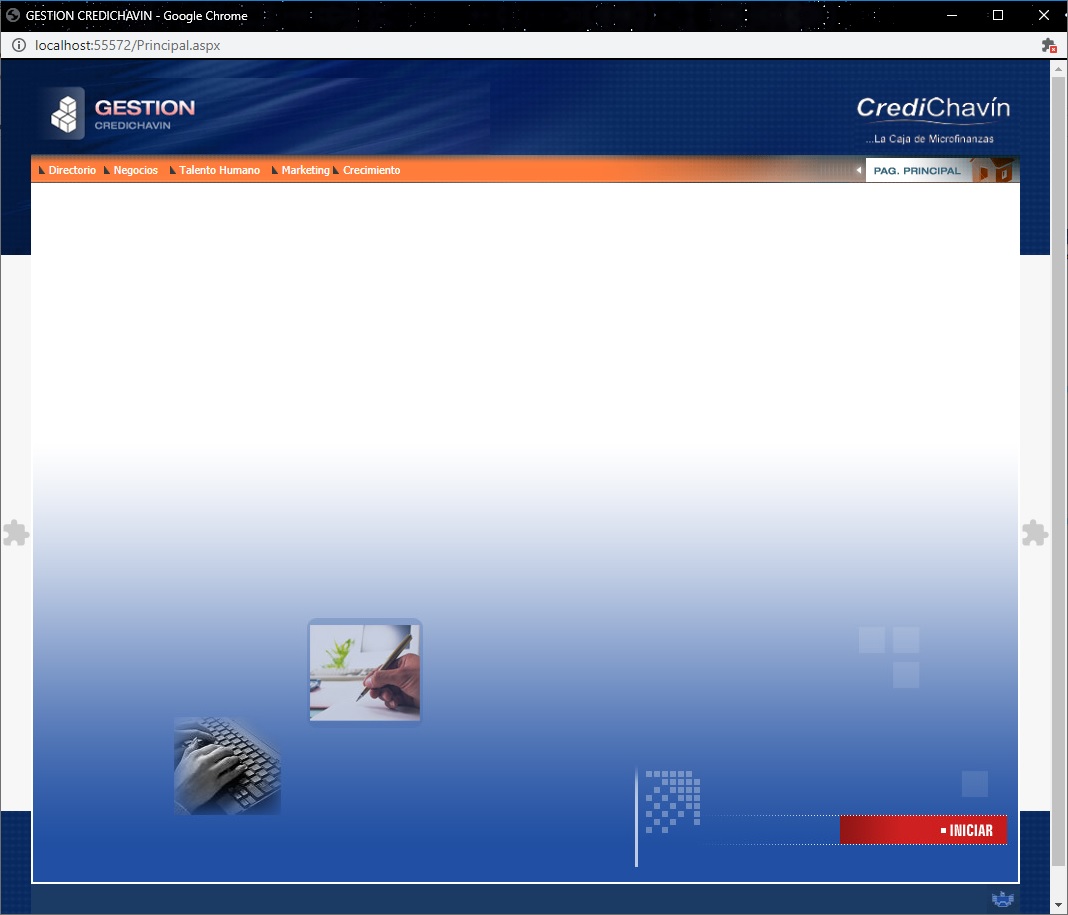 GESTION CREDICHAVIN - Google Chrome
localhost:55572/Principal.aspx
GESTION
CREDICHAVIN
CrediChavín
...La Caja de Microfinanzas
Directorio Negocios Talento Humano Marketing Crecimiento
PAG. PRINCIPAL
INICIAR